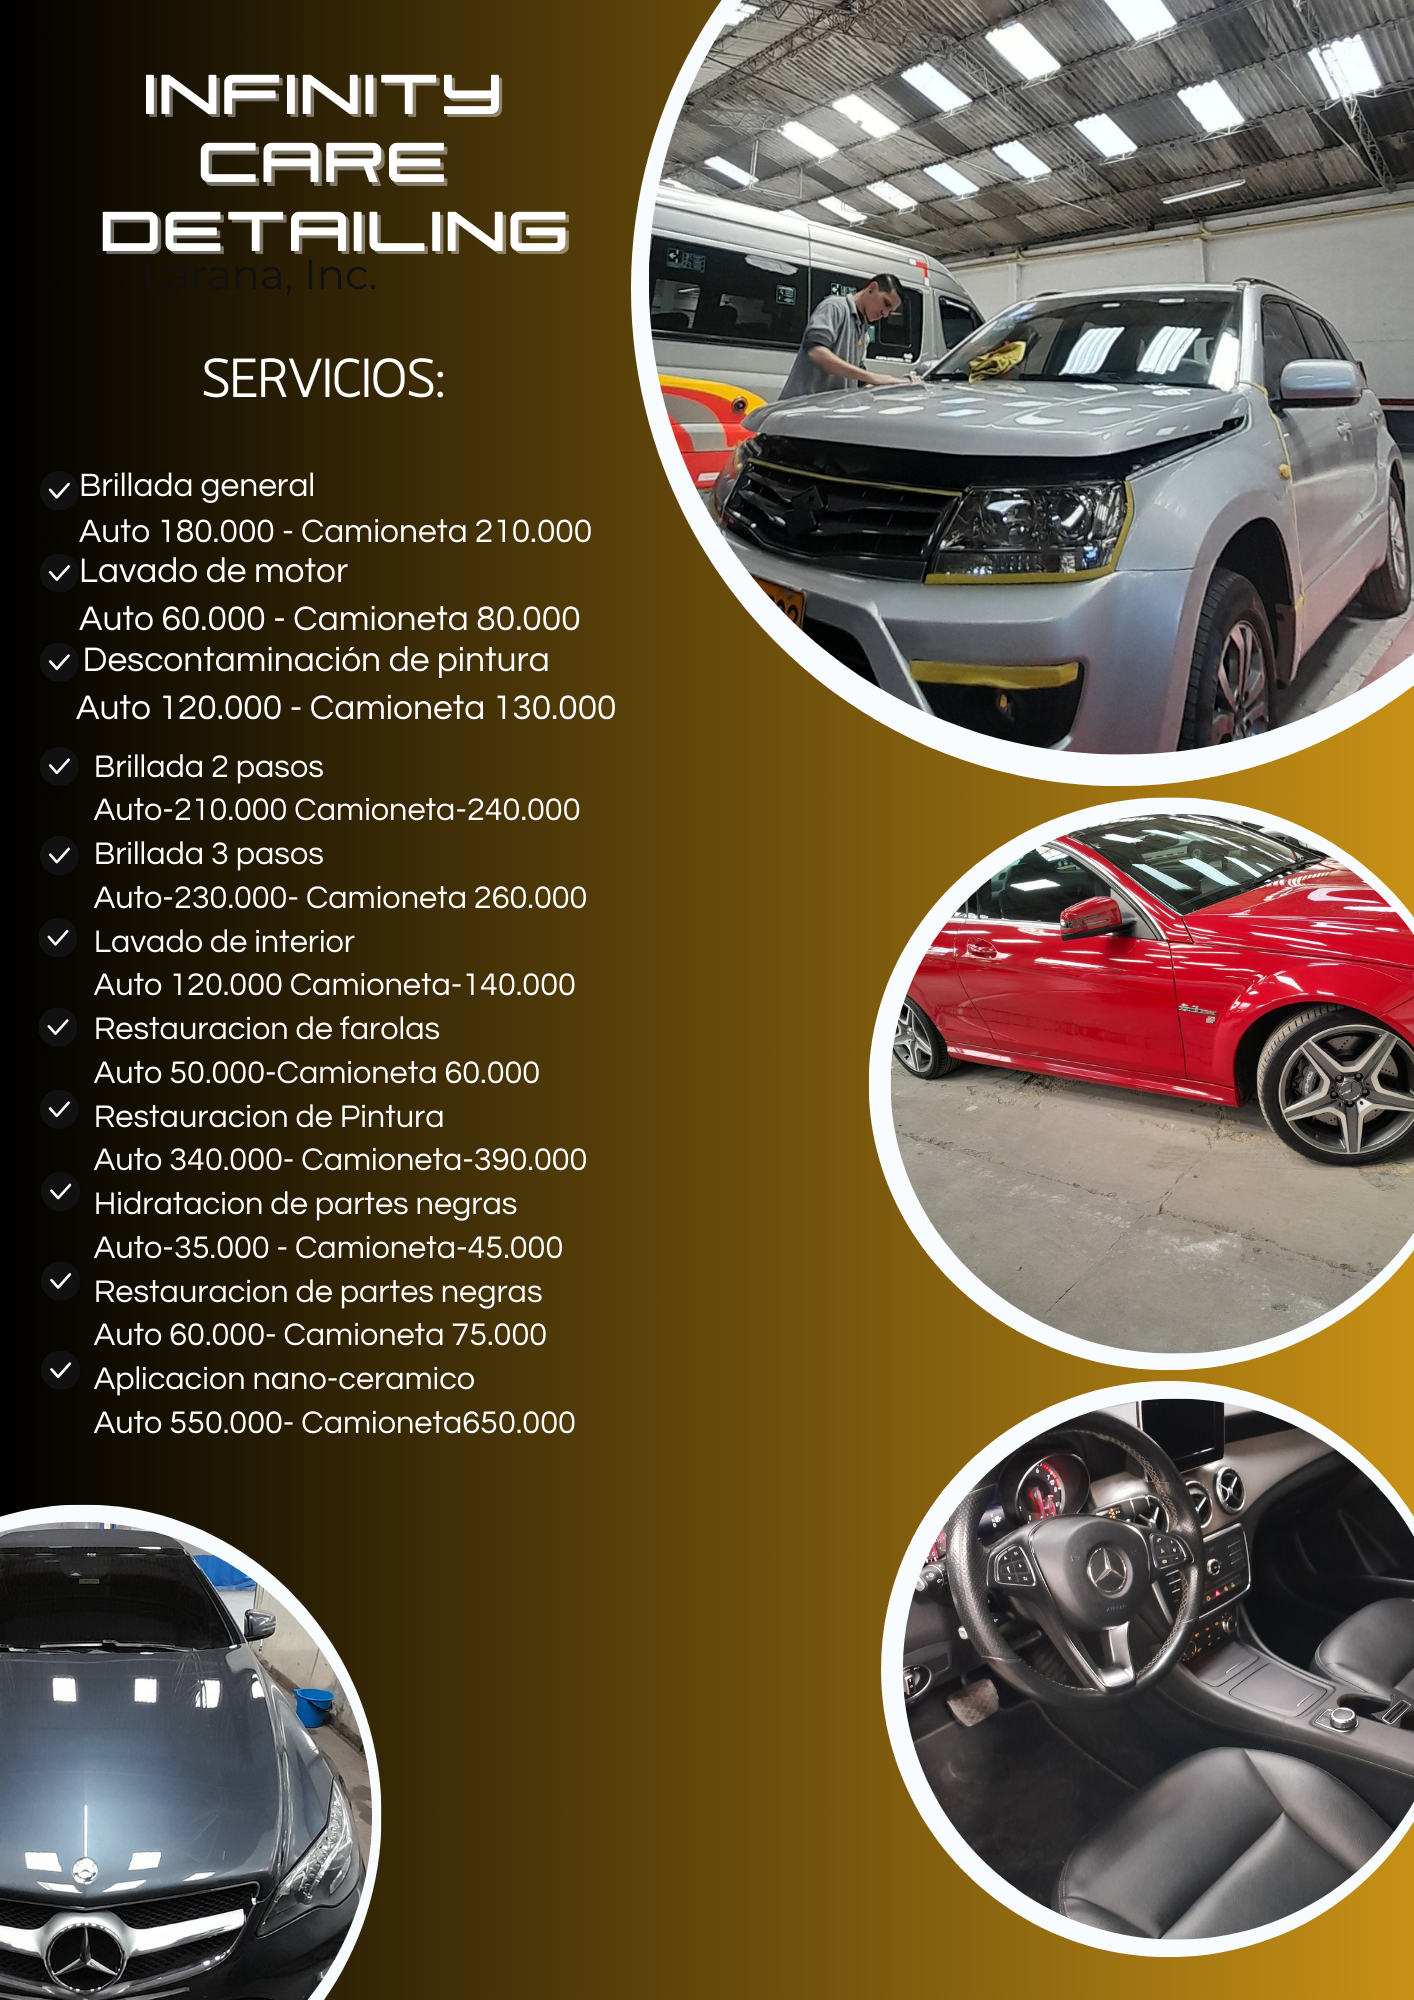 INFINITY
CARE
DETAILING
Larana, Inc.
SERVICIOS:
Brillada general
Auto 180.000 - Camioneta 210.000
Lavado de motor
Auto 60.000 - Camioneta 80.000
Descontaminación de pintura
Auto 120.000 - Camioneta 130.000
Brillada 2 pasos
Auto-210.000 Camioneta-240.000
Brillada 3 pasos
Auto-230.000- Camioneta 260.000
Lavado de interior
Auto 120.000 Camioneta-140.000
Restauracion de farolas
Auto 50.000-Camioneta 60.000
Restauracion de Pintura
Auto 340.000- Camioneta-390.000
Hidratacion de partes negras
Auto-35.000 - Camioneta-45.000
Restauracion de partes negras
Auto 60.000- Camioneta 75.000
Aplicacion nano-ceramico
Auto 550.000- Camioneta650.000